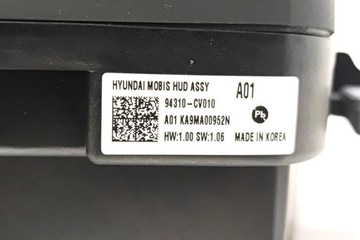 HYUNDAI MOBIS HUD ASSY A01
94310-CV010
A01 KA9MA00952N Pb
HW:1.00 SW:1.06 MADE IN KOREA